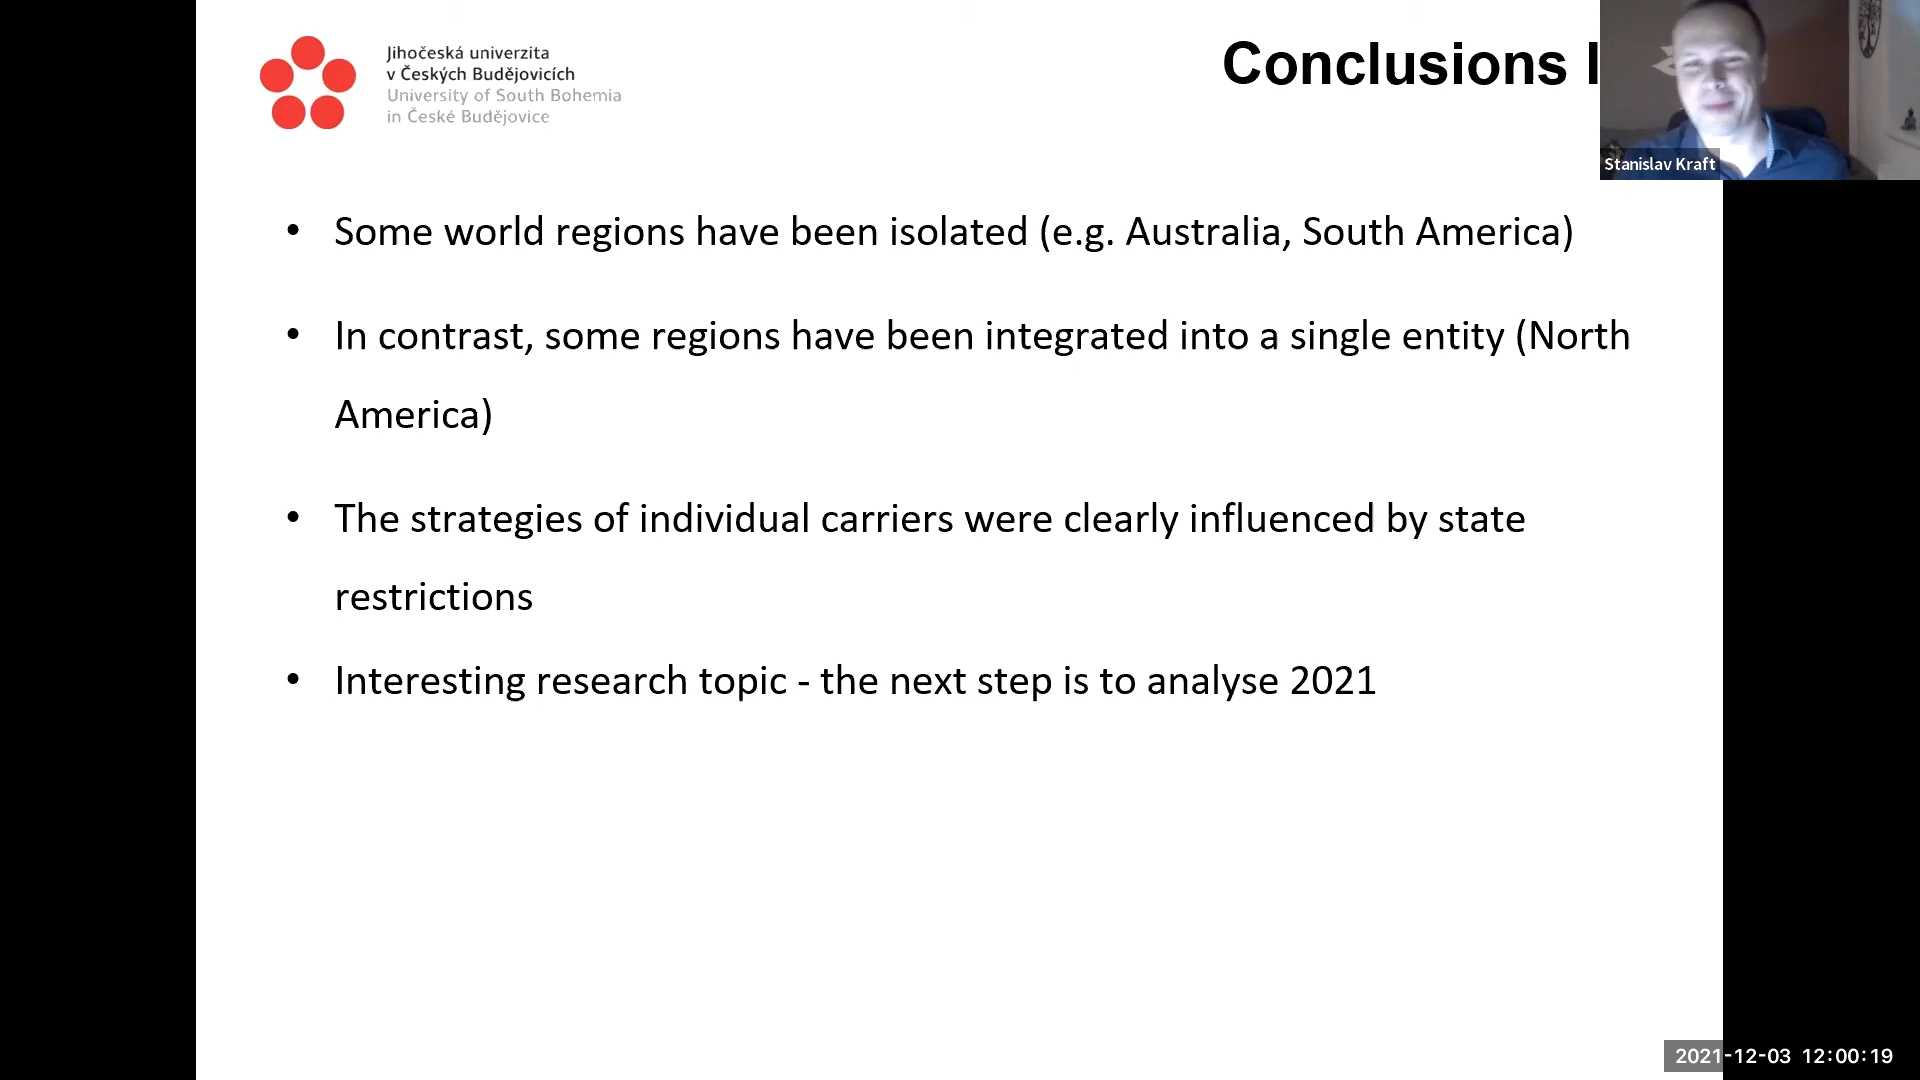 Jihočeská univerzita
v Českých Budějovicích
University of South Bohemia
in České Budějovice
Conclusions I
Stanislav Kraft
• Some world regions have been isolated (e.g. Australia, South America)
• In contrast, some regions have been integrated into a single entity (North
America)
• The strategies of individual carriers were clearly influenced by state
restrictions
• Interesting research topic - the next step is to analyse 2021
2021-12-03 12:00:19